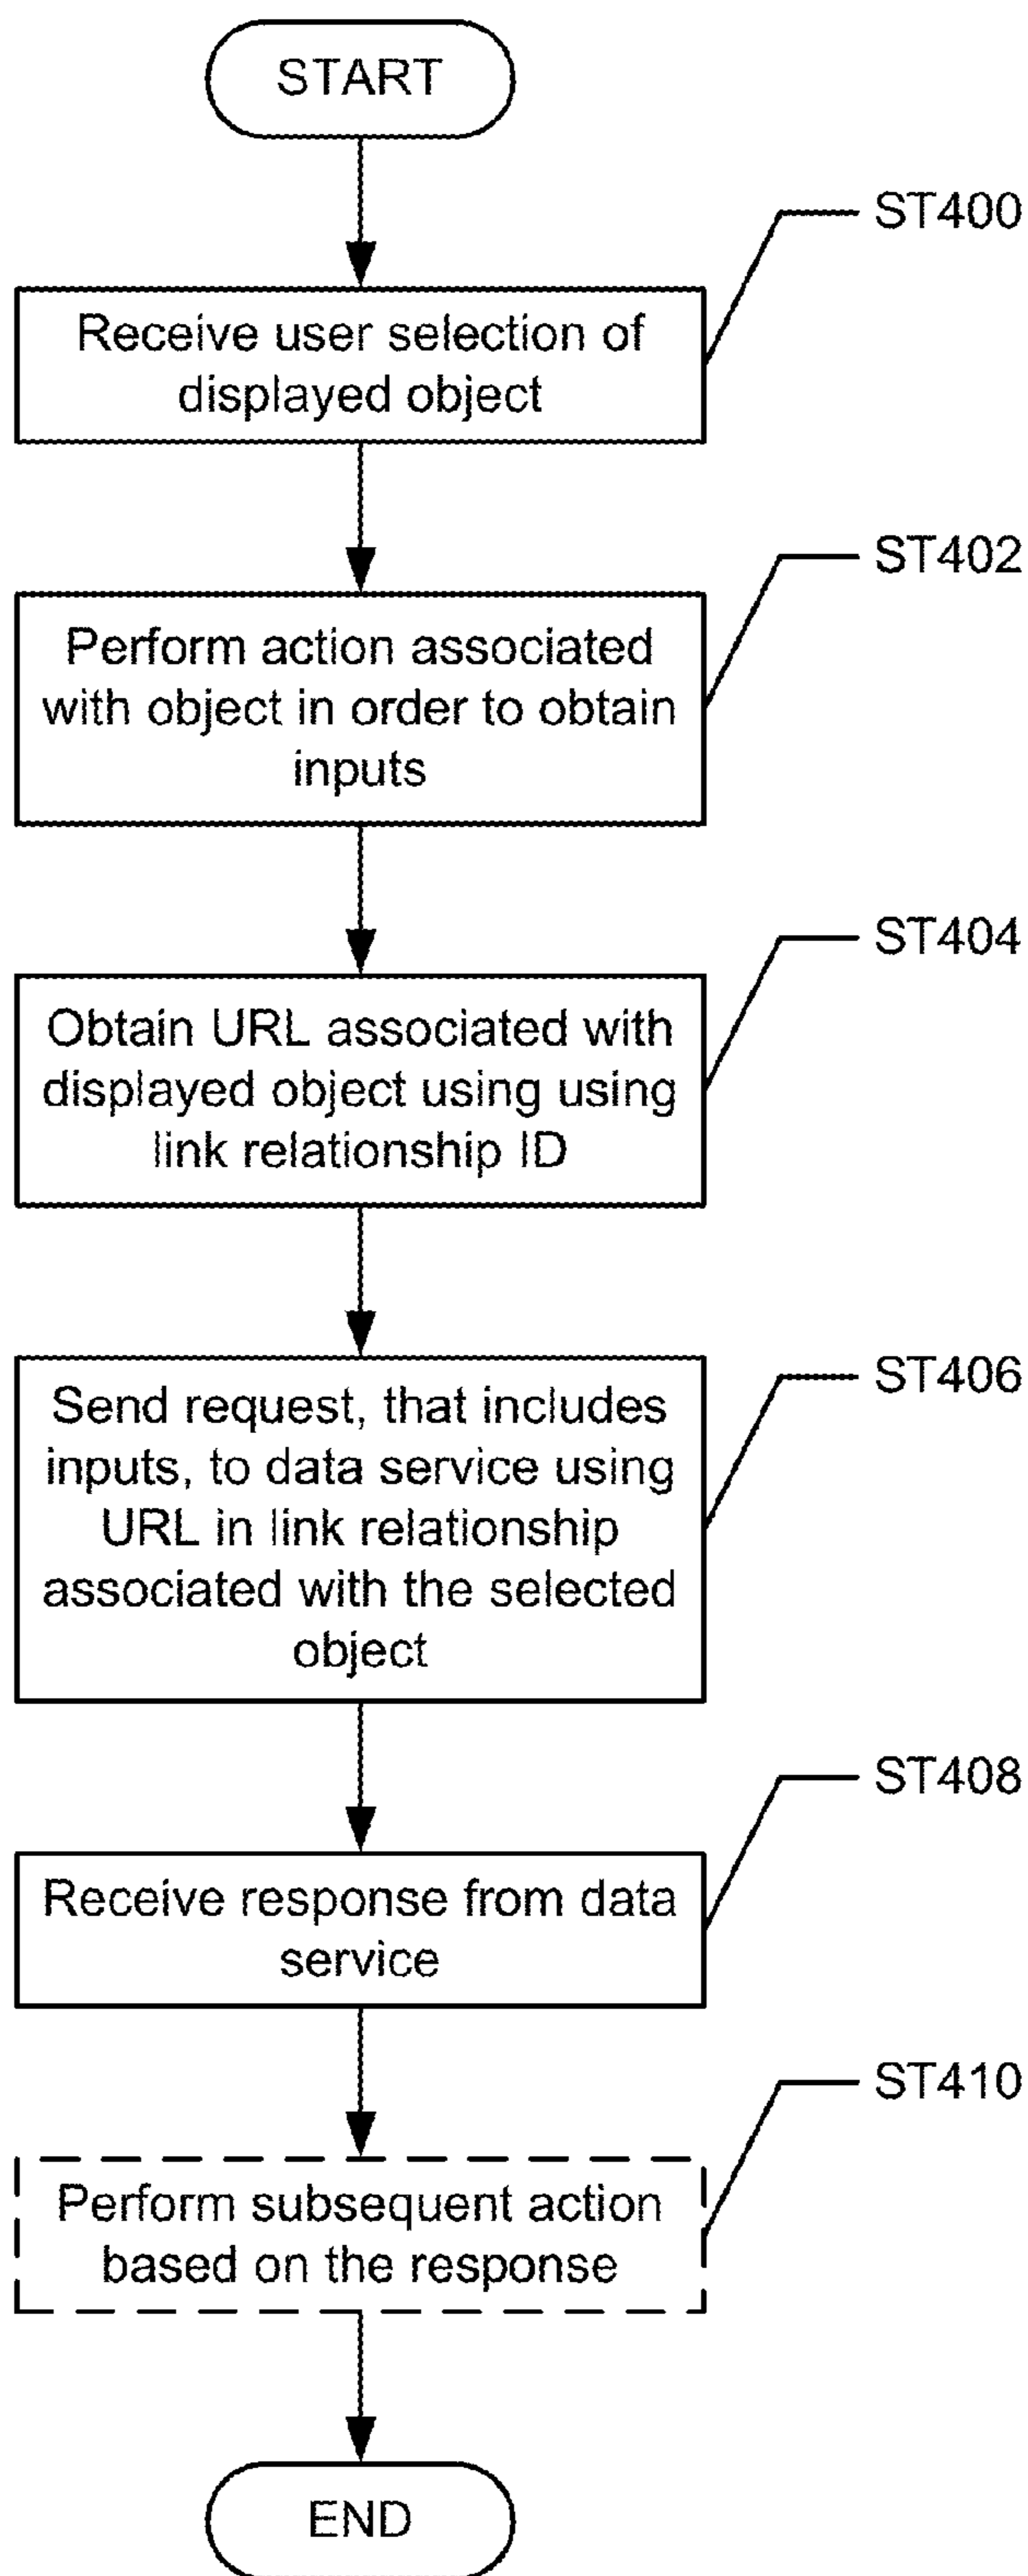 START
ST400
Receive user selection of
displayed object
ST402
Perform action associated
with object in order to obtain
inputs
ST404
Obtain URL associated with
displayed object using using
link relationship ID
ST406
Send request, that includes
inputs, to data service using
URL in link relationship
associated with the selected
object
ST408
Receive response from data
service
ST410
Perform subsequent action
based on the response
END